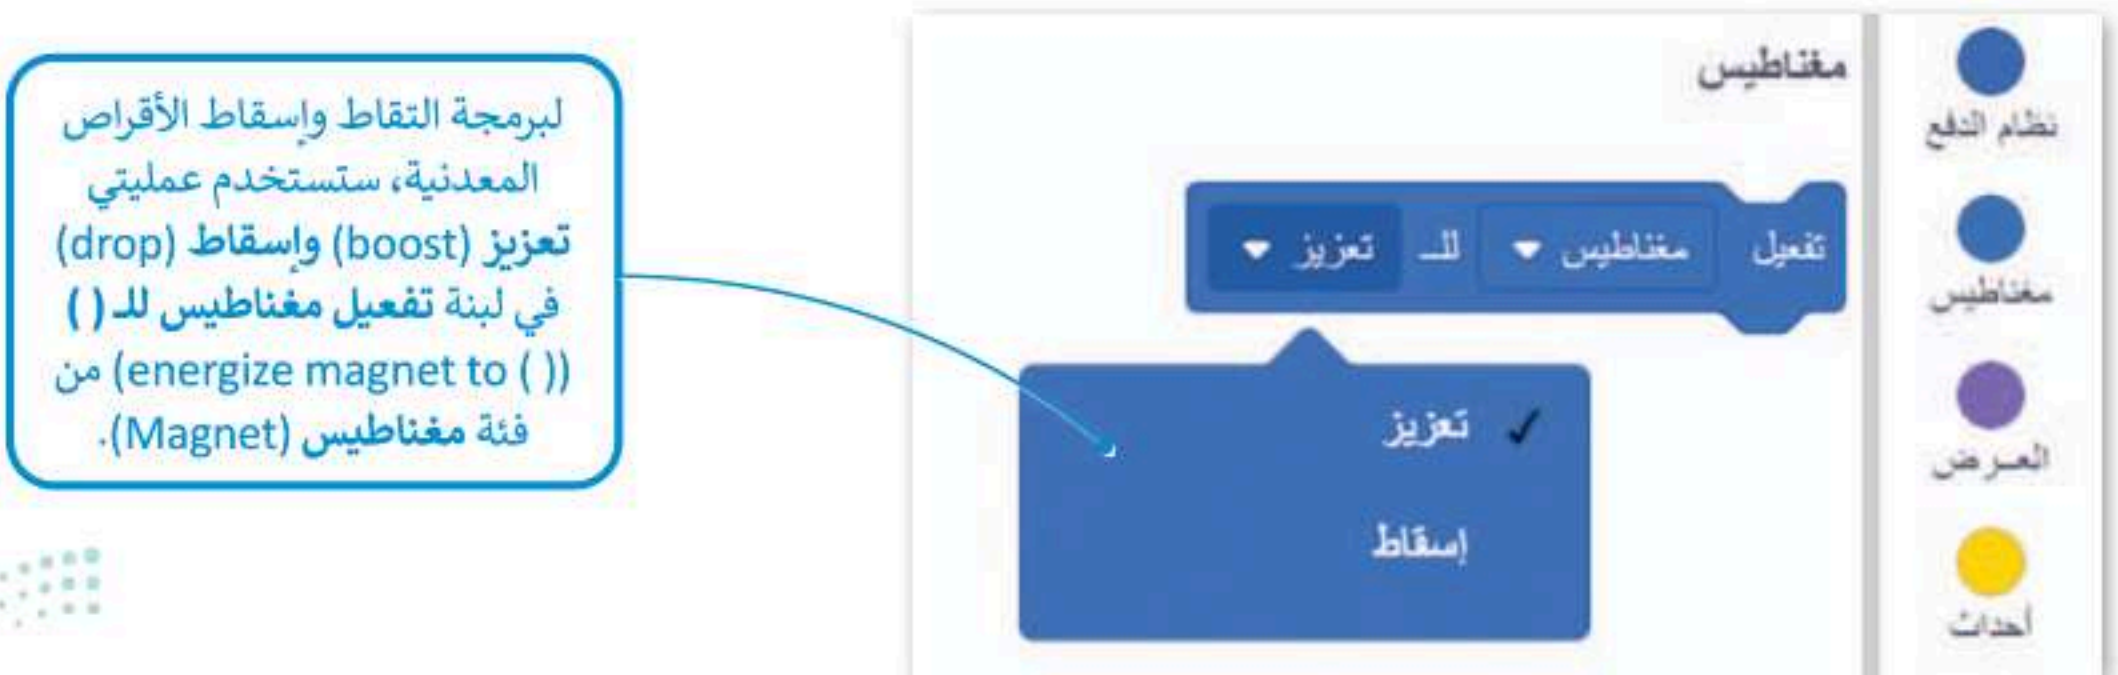 لبرمجة التقاط وإسقاط الأقراص
المعدنية، ستستخدم عمليتي
تعزيز (boost) وإسقاط (drop)
في لبنة تفعيل مغناطيس للـ ( )
(energize magnet to ( )) من
فئة مغناطيس (Magnet).
مغناطيس
تفعيل مغناطيس للـ تعزيز
تعزيز
إسقاط
نظام الدفع
مغناطيس
العرض
أحداث